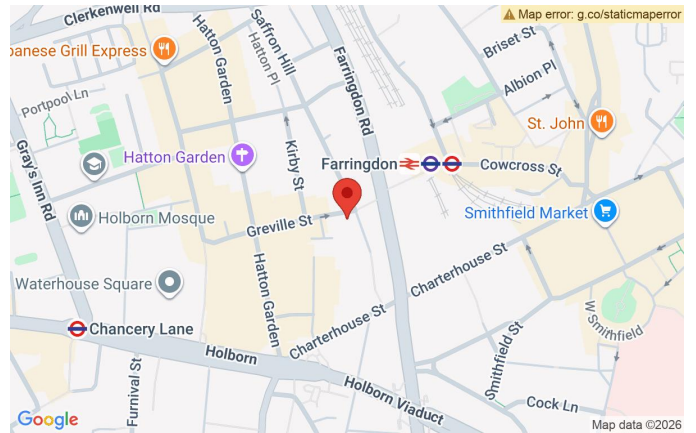 Clerkenwell Rd
Map error: g.co/staticmaperror
panese Grill Express
Saffron Hill
Hatton Pl
Hatton Garden
Farringdon Rd
Briset St
Albion Pl
Portpool Ln
St. John
Gray's Inn Rd
Hatton Garden
Kirby St
Farringdon
Cowcross St
Holborn Mosque
Greville St
Smithfield Market
Waterhouse Square
Hatton Garden
Charterhouse St
W Smithfield
Chancery Lane
Charterhouse St
Smithfield St
Holborn
Furnival St
Holborn Viaduct
Cock Ln
Google
Map data ©2026